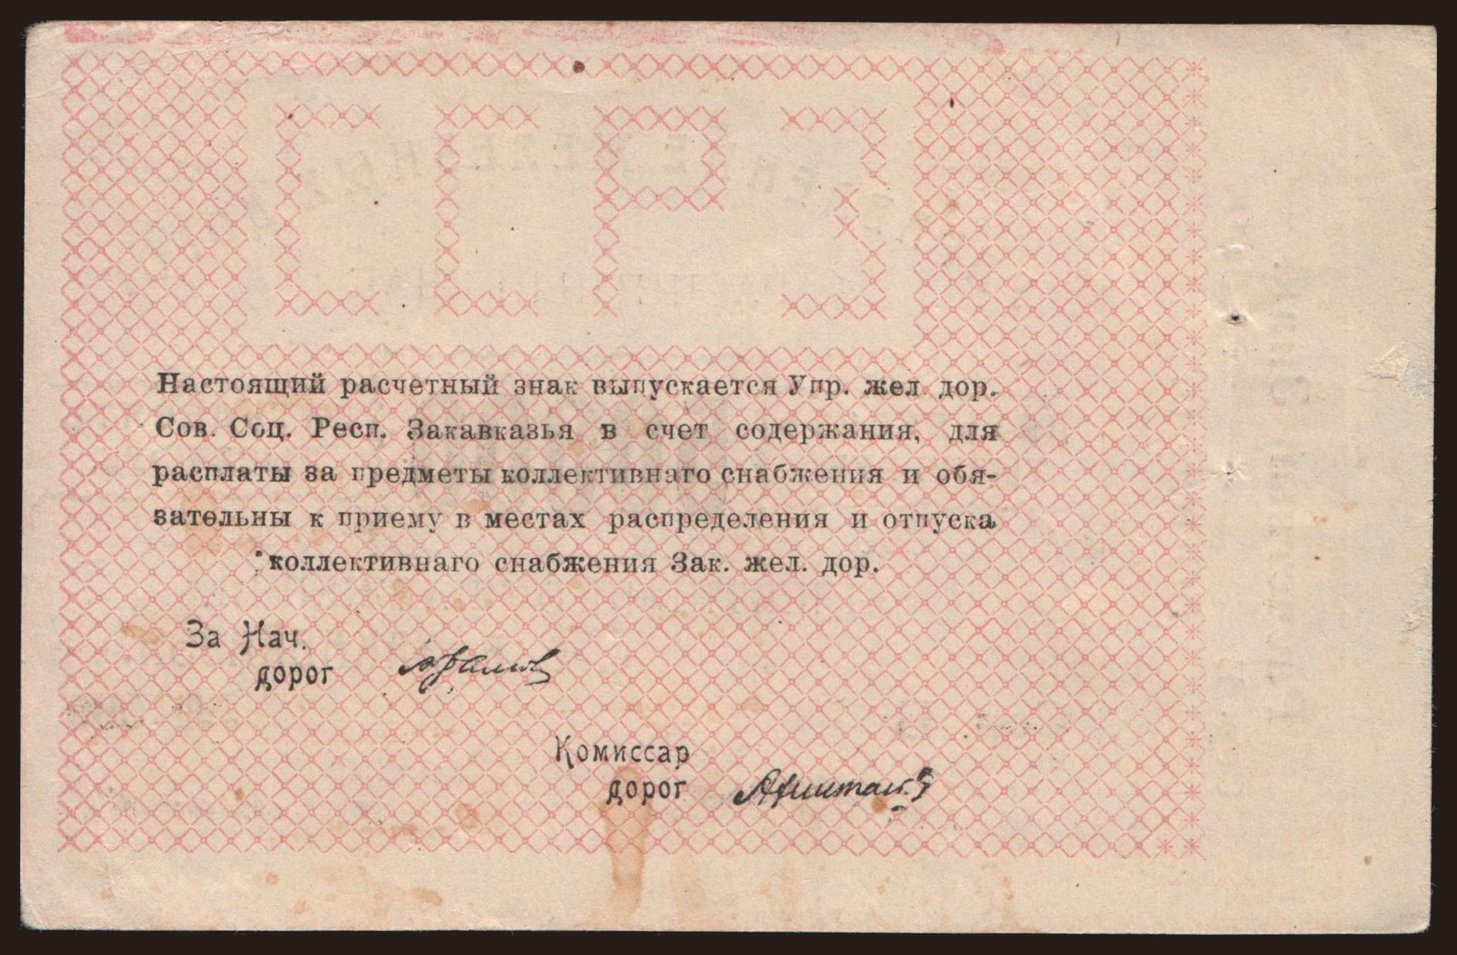 С С Р З
Настоящий расчетный знак выпускается Упр. жел. дор.
Сов. Соц. Респ. Закавказья в счет содержания, для
расплаты за предметы коллективнаго снабжения и обя-
зательны к приему в местах распределения и отпуска
коллективнаго снабжения Зак. жел. дор.
За Нач.
дорог
Комиссар
дорог